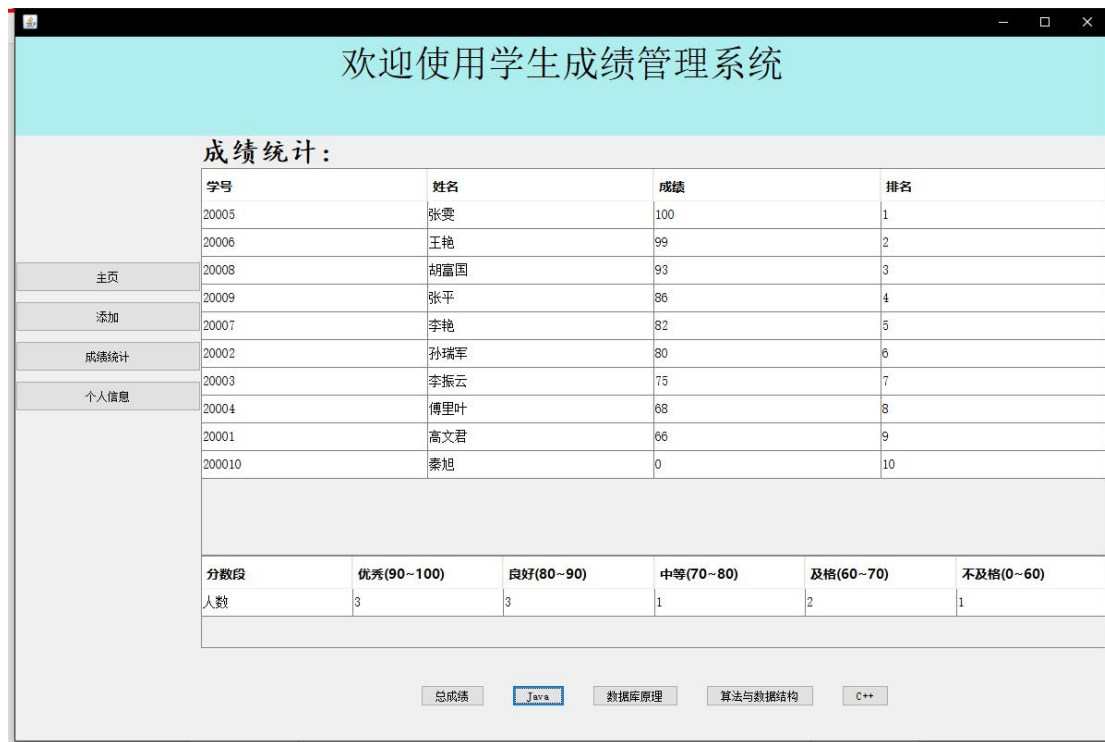 欢迎使用学生成绩管理系统
成绩统计:
学号 姓名 成绩 排名
20005 张雯 100 1
20006 王艳 99 2
20008 胡富国 93 3
20009 张平 86 4
20007 李艳 82 5
20002 孙瑞军 80 6
20003 李振云 75 7
20004 傅里叶 68 8
20001 高文君 66 9
200010 秦旭 0 10
主页
添加
成绩统计
个人信息
分数段 优秀(90~100) 良好(80~90) 中等(70~80) 及格(60~70) 不及格(0~60)
人数 3 3 1 2 1
总成绩 Java 数据库原理 算法与数据结构 C++